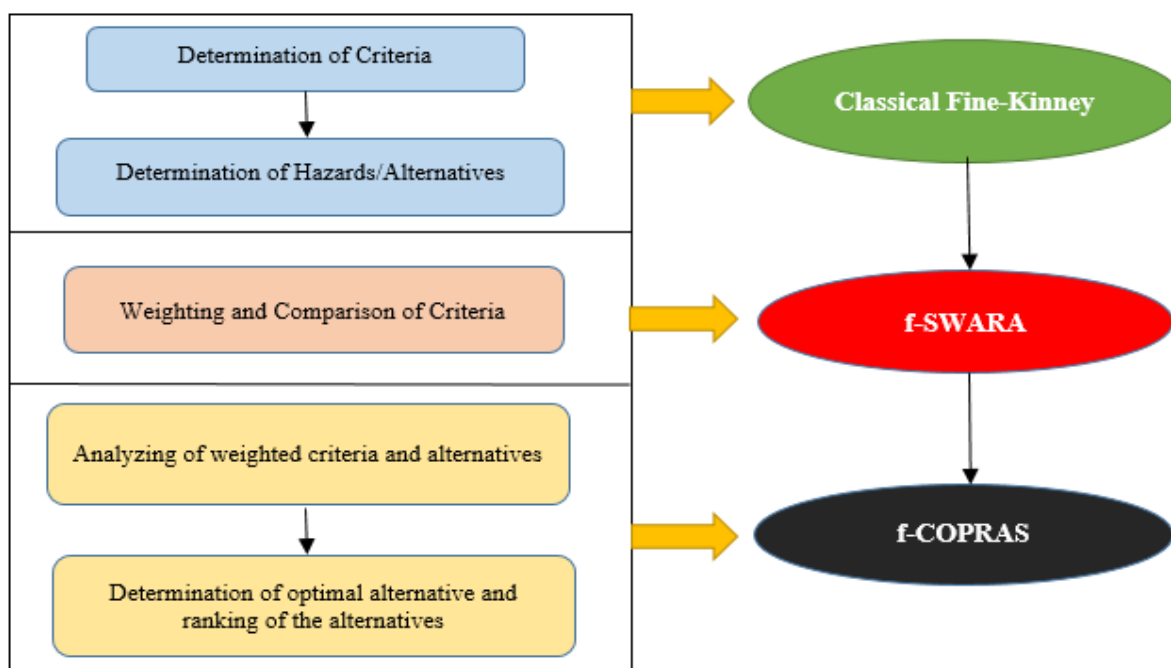 Determination of Criteria
Classical Fine-Kinney
Determination of Hazards/Alternatives
Weighting and Comparison of Criteria
f-SWARA
Analyzing of weighted criteria and alternatives
f-COPRAS
Determination of optimal alternative and
ranking of the alternatives